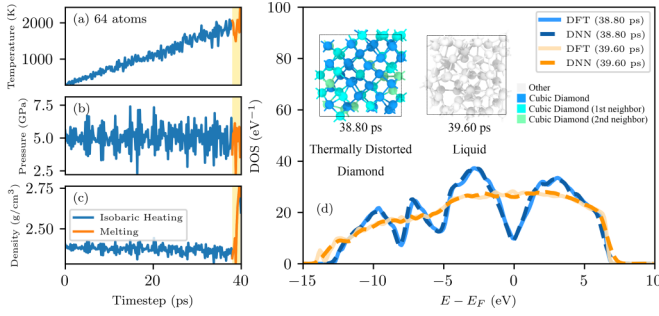 (a) 64 atoms
Temperature (K)
2000
1000
(b)
Pressure (GPa)
7.5
5.0
2.5
(c)
Density (g/cm³)
2.75
2.50
2.25
Isobaric Heating
Melting
0
20
40
Timestep (ps)
DOS (eV⁻¹)
100
80
60
40
20
0
DFT (38.80 ps)
DNN (38.80 ps)
DFT (39.60 ps)
DNN (39.60 ps)
38.80 ps
Thermally Distorted
Diamond
39.60 ps
Liquid
Other
Cubic Diamond
Cubic Diamond (1st neighbor)
Cubic Diamond (2nd neighbor)
(d)
−15
−10
−5
0
5
10
E − E_F (eV)